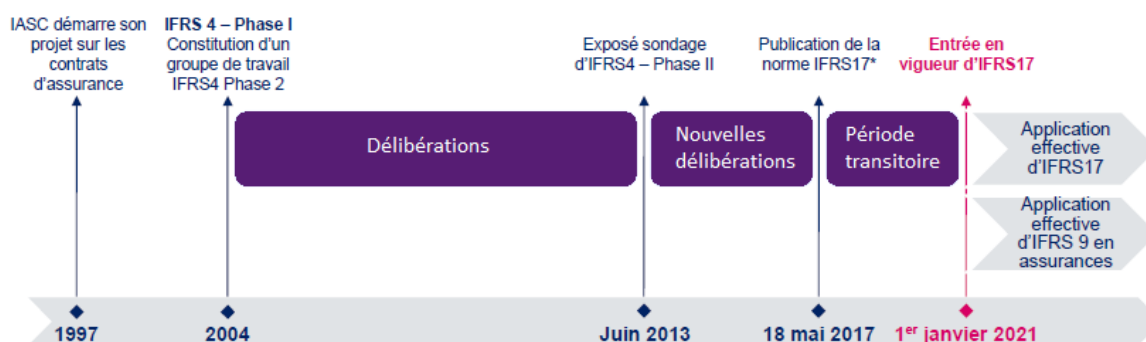 IASC démarre son
projet sur les
contrats
d'assurance
IFRS 4 – Phase I
Constitution d'un
groupe de travail
IFRS4 Phase 2
Exposé sondage
d'IFRS4 – Phase II
Publication de la
norme IFRS17*
Entrée en
vigueur d'IFRS17
Délibérations
Nouvelles
délibérations
Période
transitoire
Application
effective
d'IFRS17
Application
effective
d'IFRS 9 en
assurances
1997
2004
Juin 2013
18 mai 2017
1er janvier 2021